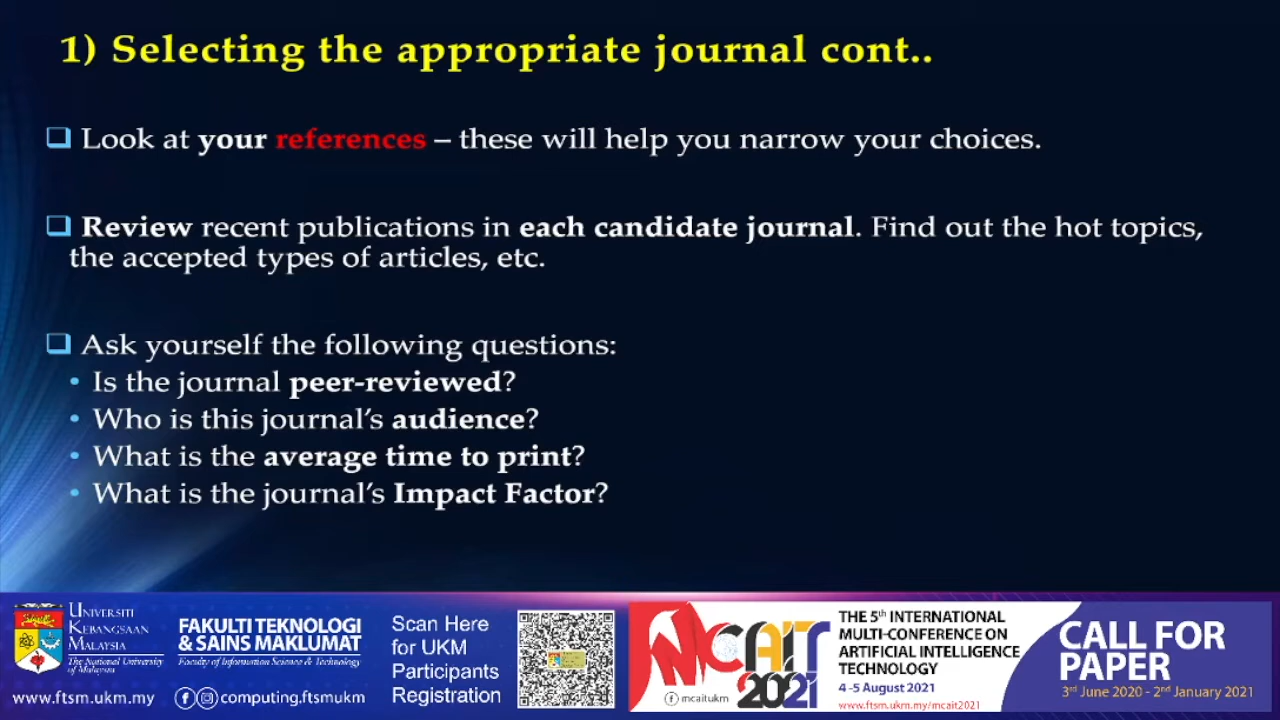 1) Selecting the appropriate journal cont..
❑ Look at your references – these will help you narrow your choices.
❑ Review recent publications in each candidate journal. Find out the hot topics,
the accepted types of articles, etc.
❑ Ask yourself the following questions:
• Is the journal peer-reviewed?
• Who is this journal's audience?
• What is the average time to print?
• What is the journal's Impact Factor?
UNIVERSITI
KEBANGSAAN
MALAYSIA
The National University
of Malaysia
FAKULTI TEKNOLOGI
& SAINS MAKLUMAT
Faculty of Information Science & Technology
www.ftsm.ukm.my
computing.ftsmukm
Scan Here
for UKM
Participants
Registration
MCAIT
2021
mcaitukm
THE 5th INTERNATIONAL
MULTI-CONFERENCE ON
ARTIFICIAL INTELLIGENCE
TECHNOLOGY
4 -5 August 2021
www.ftsm.ukm.my/mcait2021
CALL FOR
PAPER
3rd June 2020 - 2nd January 2021